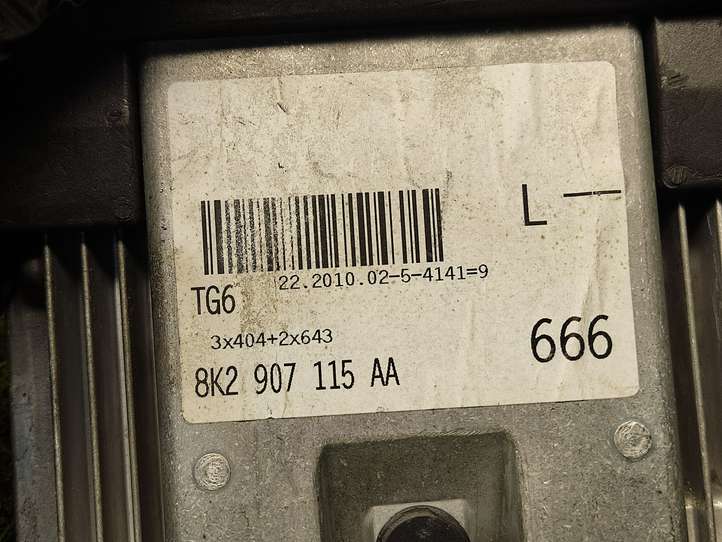 L —
22.2010.02-5-4141=9
TG6
3x404+2x643
666
8K2 907 115 AA